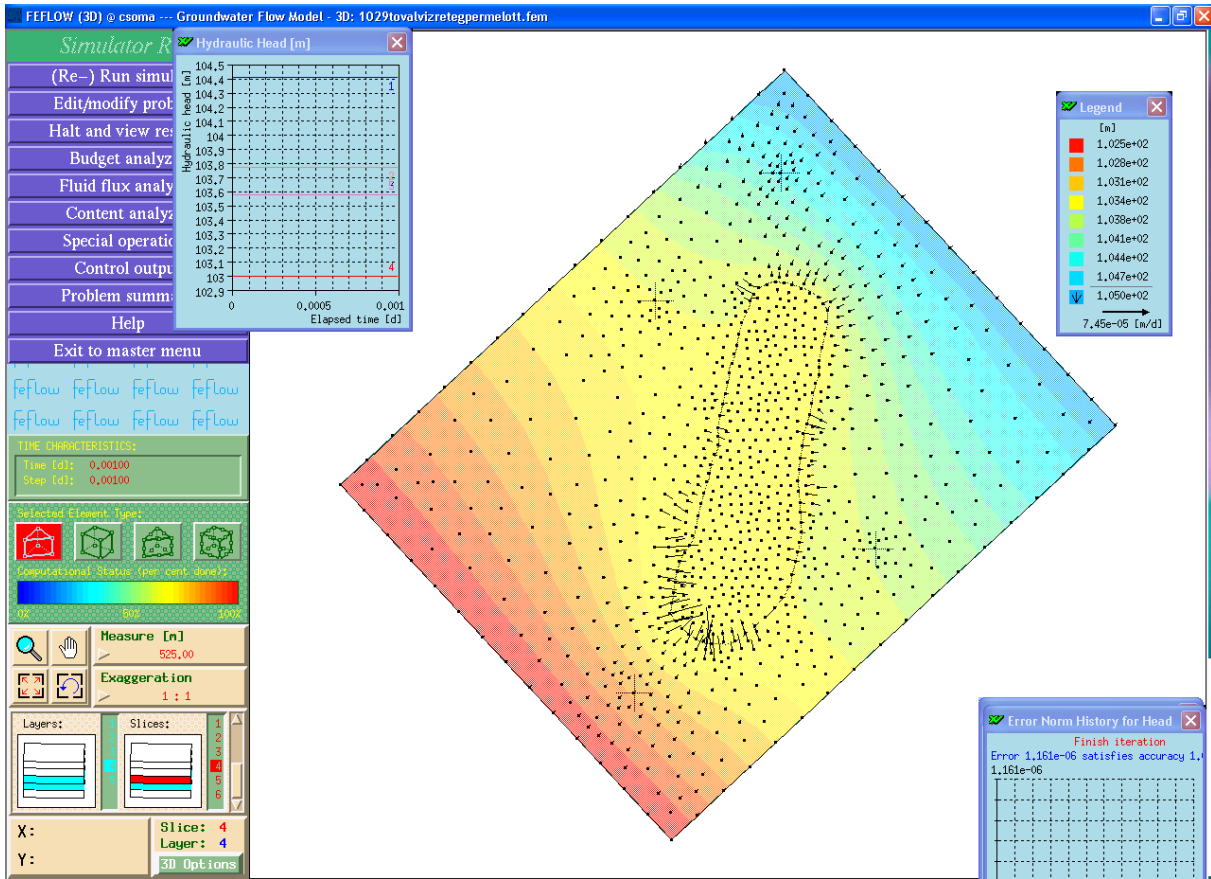 FEFLOW (3D) @ csoma --- Groundwater Flow Model - 3D: 1029tovalvizretegpermelott.fem
Simulator R
(Re-) Run simul
Edit/modify prob
Halt and view res
Budget analyz
Fluid flux analy
Content analyz
Special operatio
Control outpu
Problem summa
Help
Exit to master menu
feflow feflow feflow feflow
feflow feflow feflow feflow
TIME CHARACTERISTICS:
Time [d]: 0.00100
Step [d]: 0.00100
Selected Element Type:
Computational Status (per cent done):
0% 50% 100%
Measure [m]
525.00
Exaggeration
1 : 1
Layers:
Slices:
1
2
3
4
5
6
X:
Y:
Slice: 4
Layer: 4
3D Options
Hydraulic Head [m]
Hydraulic head [m]
104.5
104.4
104.3
104.2
104.1
104
103.9
103.8
103.7
103.6
103.5
103.4
103.3
103.2
103.1
103
102.9
1
4
0 0.0005 0.001
Elapsed time [d]
Legend
[m]
1.025e+02
1.028e+02
1.031e+02
1.034e+02
1.038e+02
1.041e+02
1.044e+02
1.047e+02
1.050e+02
7.45e-05 [m/d]
Error Norm History for Head
Finish iteration
Error 1.161e-06 satisfies accuracy 1.
1.161e-06